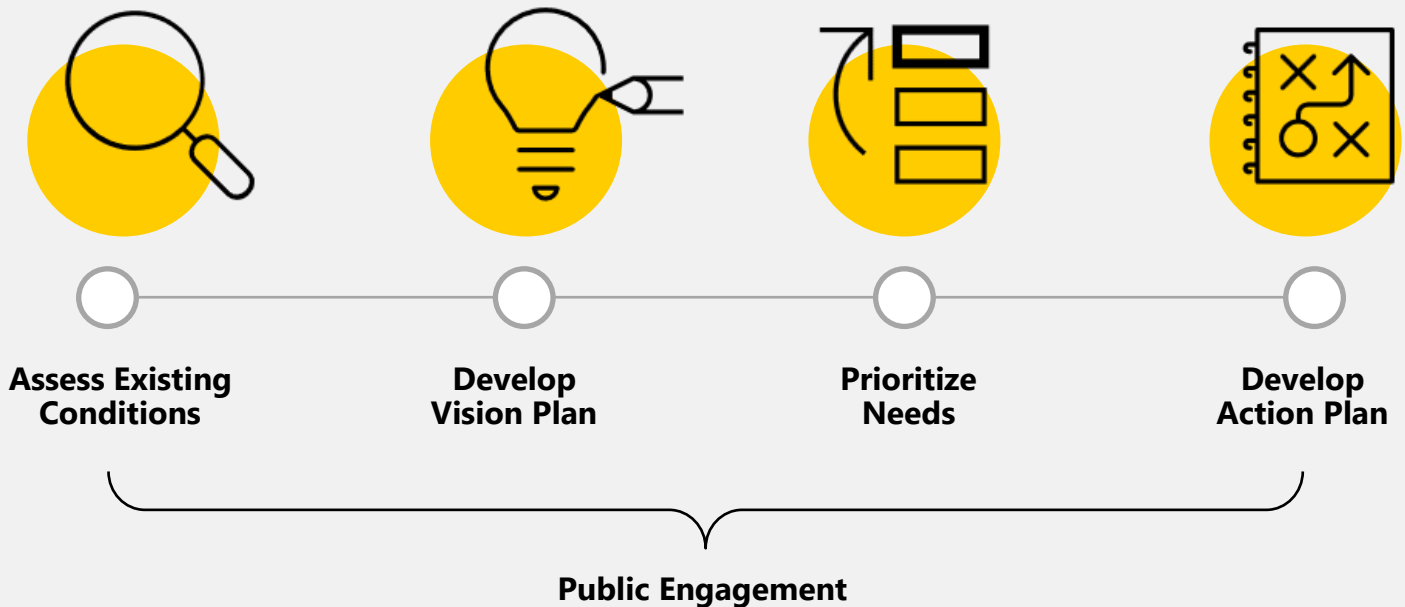 Assess Existing
Conditions
Develop
Vision Plan
Prioritize
Needs
Develop
Action Plan
Public Engagement